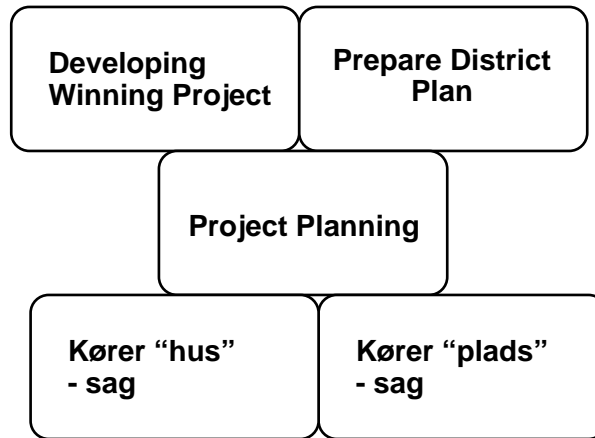 Developing
Winning Project
Prepare District
Plan
Project Planning
Kører “hus”
- sag
Kører “plads”
- sag